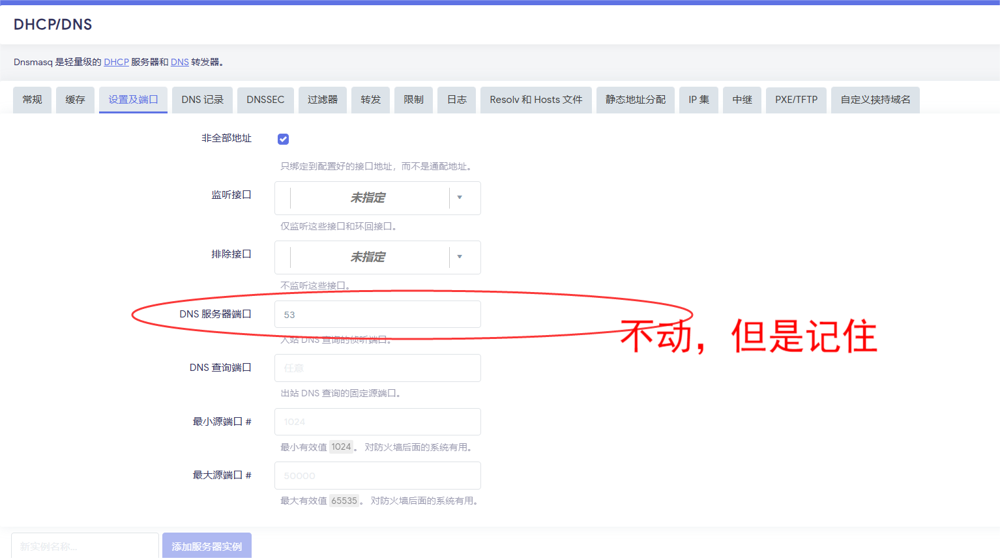 DHCP/DNS
Dnsmasq 是轻量级的 DHCP 服务器和 DNS 转发器。
常规 缓存 设置及端口 DNS 记录 DNSSEC 过滤器 转发 限制 日志 Resolv 和 Hosts 文件 静态地址分配 IP 集 中继 PXE/TFTP 自定义挟持域名
非全部地址
只绑定到配置好的接口地址，而不是通配地址。
监听接口 未指定
仅监听这些接口和环回接口。
排除接口 未指定
不监听这些接口。
DNS 服务器端口 53
不动，但是记住
入站 DNS 查询的侦听端口。
DNS 查询端口 任意
出站 DNS 查询的固定源端口。
最小源端口 # 1024
最小有效值 1024。 对防火墙后面的系统有用。
最大源端口 # 50000
最大有效值 65535。 对防火墙后面的系统有用。
新实例名称... 添加服务器实例